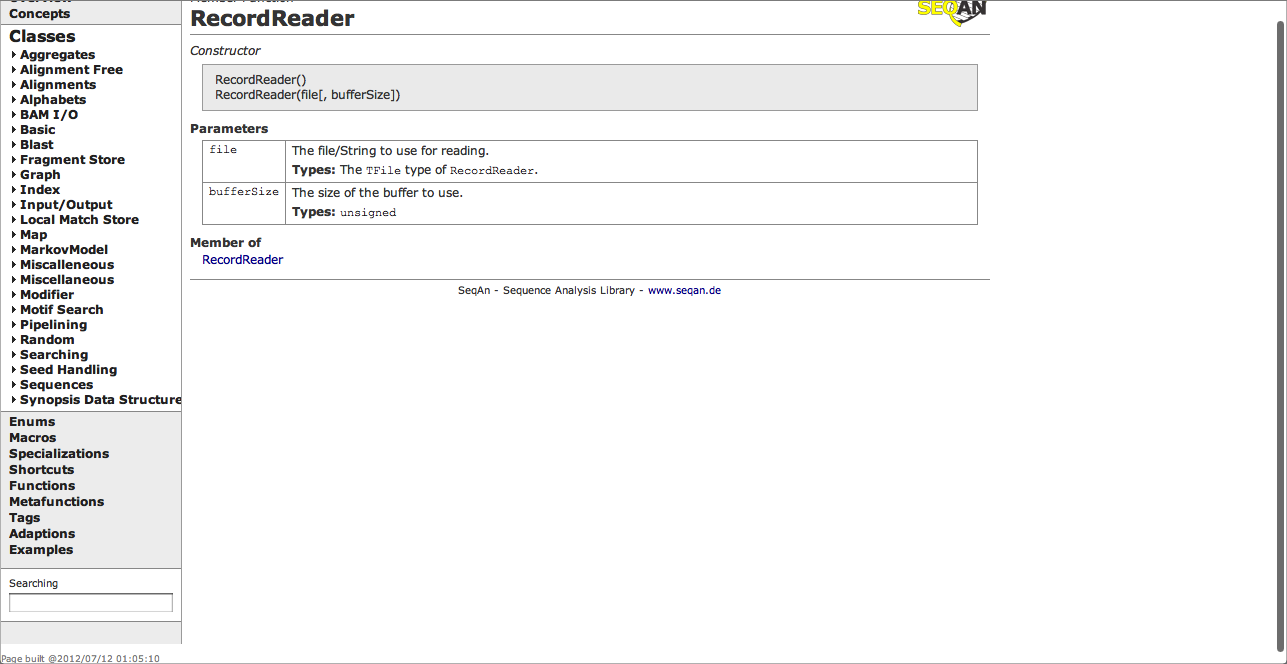 Concepts
Classes
Aggregates
Alignment Free
Alignments
Alphabets
BAM I/O
Basic
Blast
Fragment Store
Graph
Index
Input/Output
Local Match Store
Map
MarkovModel
Miscalleneous
Miscellaneous
Modifier
Motif Search
Pipelining
Random
Searching
Seed Handling
Sequences
Synopsis Data Structure
Enums
Macros
Specializations
Shortcuts
Functions
Metafunctions
Tags
Adaptions
Examples
Searching
Page built @2012/07/12 01:05:10
SEQAN
RecordReader
Constructor
RecordReader()
RecordReader(file[, bufferSize])
Parameters
file
The file/String to use for reading.
Types: The TFile type of RecordReader.
bufferSize
The size of the buffer to use.
Types: unsigned
Member of
RecordReader
SeqAn - Sequence Analysis Library - www.seqan.de